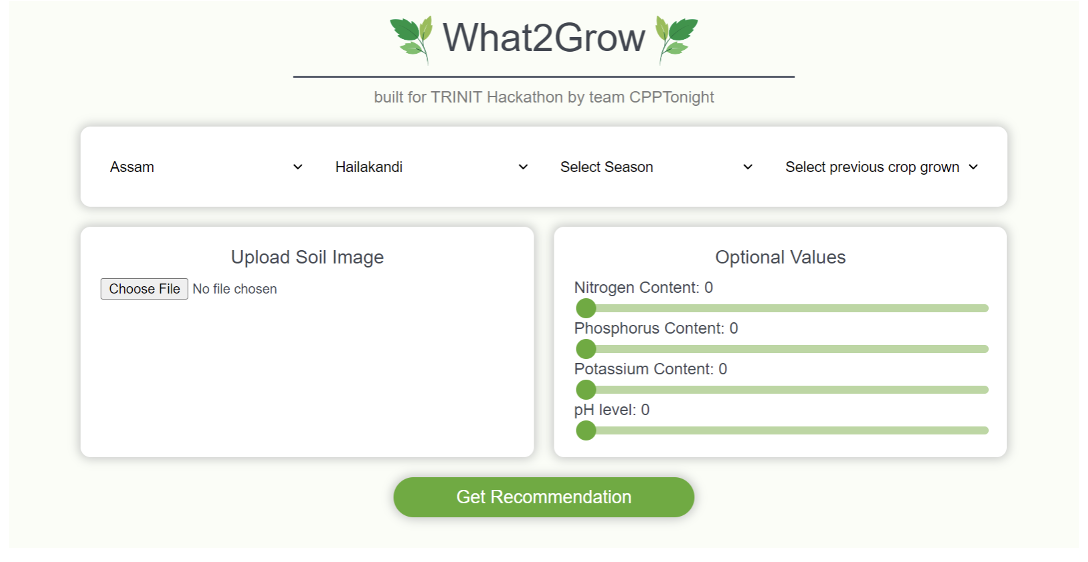 What2Grow
built for TRINIT Hackathon by team CPPTonight
Assam Hailakandi Select Season Select previous crop grown
Upload Soil Image
Choose File No file chosen
Optional Values
Nitrogen Content: 0
Phosphorus Content: 0
Potassium Content: 0
pH level: 0
Get Recommendation